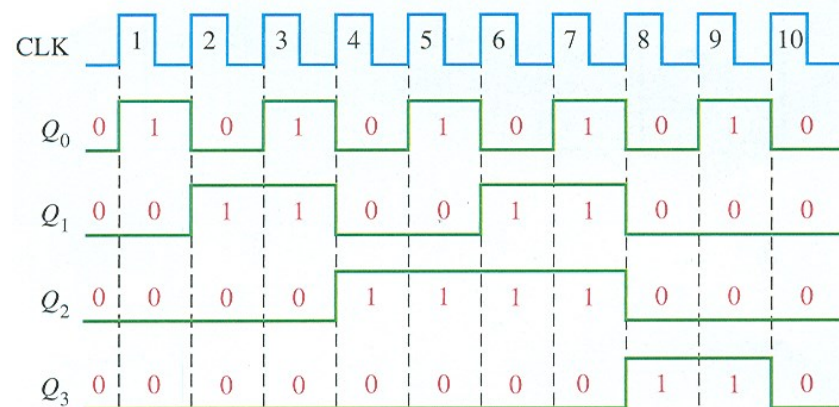 CLK 1 2 3 4 5 6 7 8 9 10
Q0 0 1 0 1 0 1 0 1 0 1 0
Q1 0 0 1 1 0 0 1 1 0 0 0
Q2 0 0 0 0 1 1 1 1 0 0 0
Q3 0 0 0 0 0 0 0 0 1 1 0